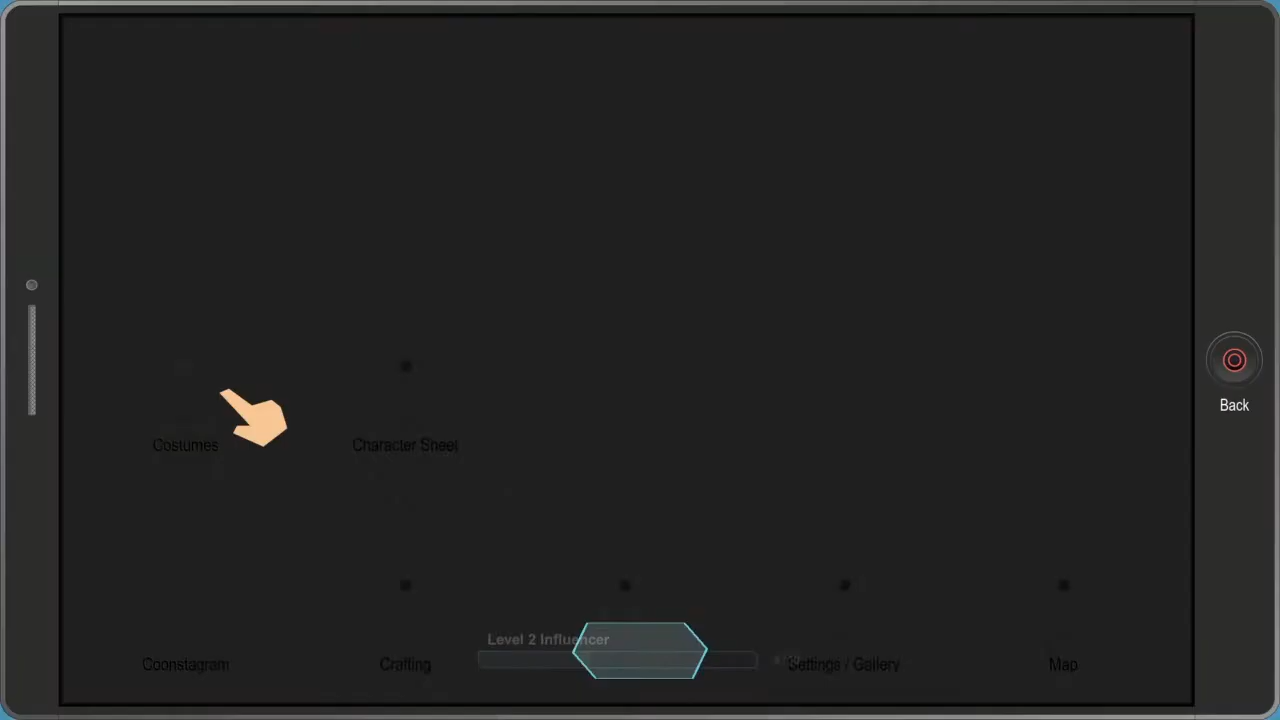 Back
Costumes
Character Sheet
Level 2 Influencer
Coonstagram
Crafting
Settings / Gallery
Map